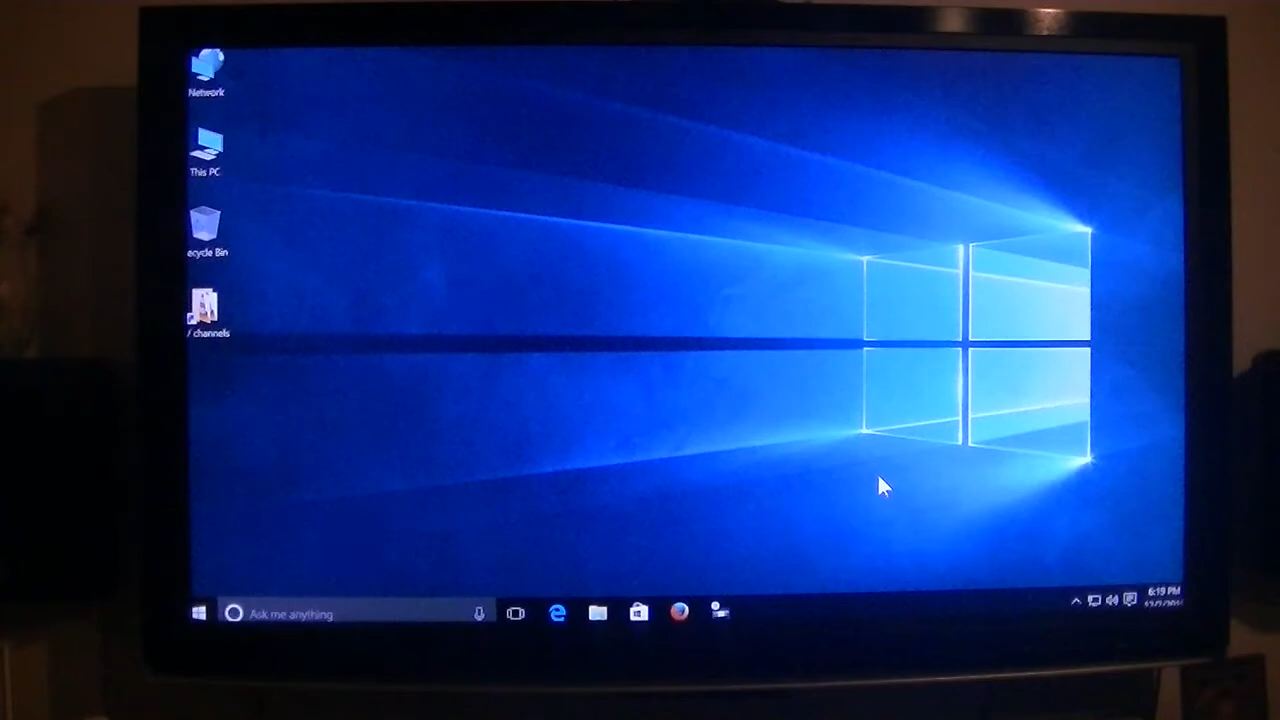 Network
This PC
ecycle Bin
/ channels
Ask me anything
6:19 PM